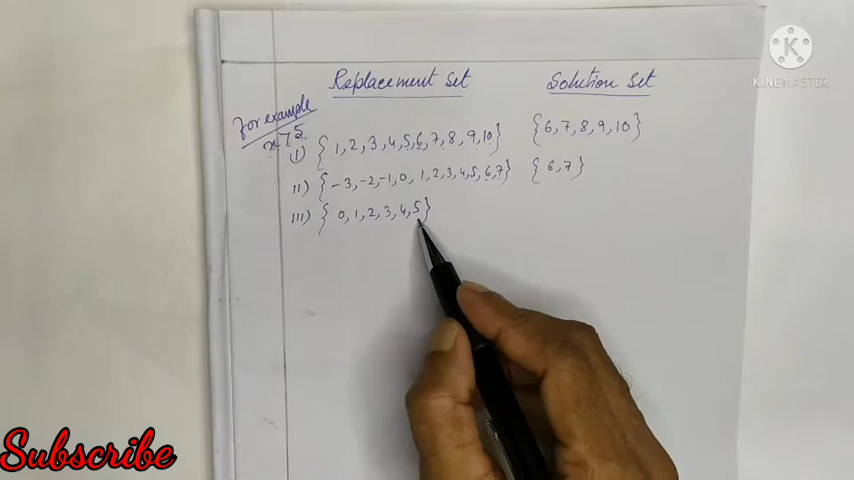 Replacement Set Solution Set
For example
x > 5
I) {1, 2, 3, 4, 5, 6, 7, 8, 9, 10} {6, 7, 8, 9, 10}
II) {-3, -2, -1, 0, 1, 2, 3, 4, 5, 6, 7} {6, 7}
III) {0, 1, 2, 3, 4, 5}
K
KINEMASTER
Subscribe